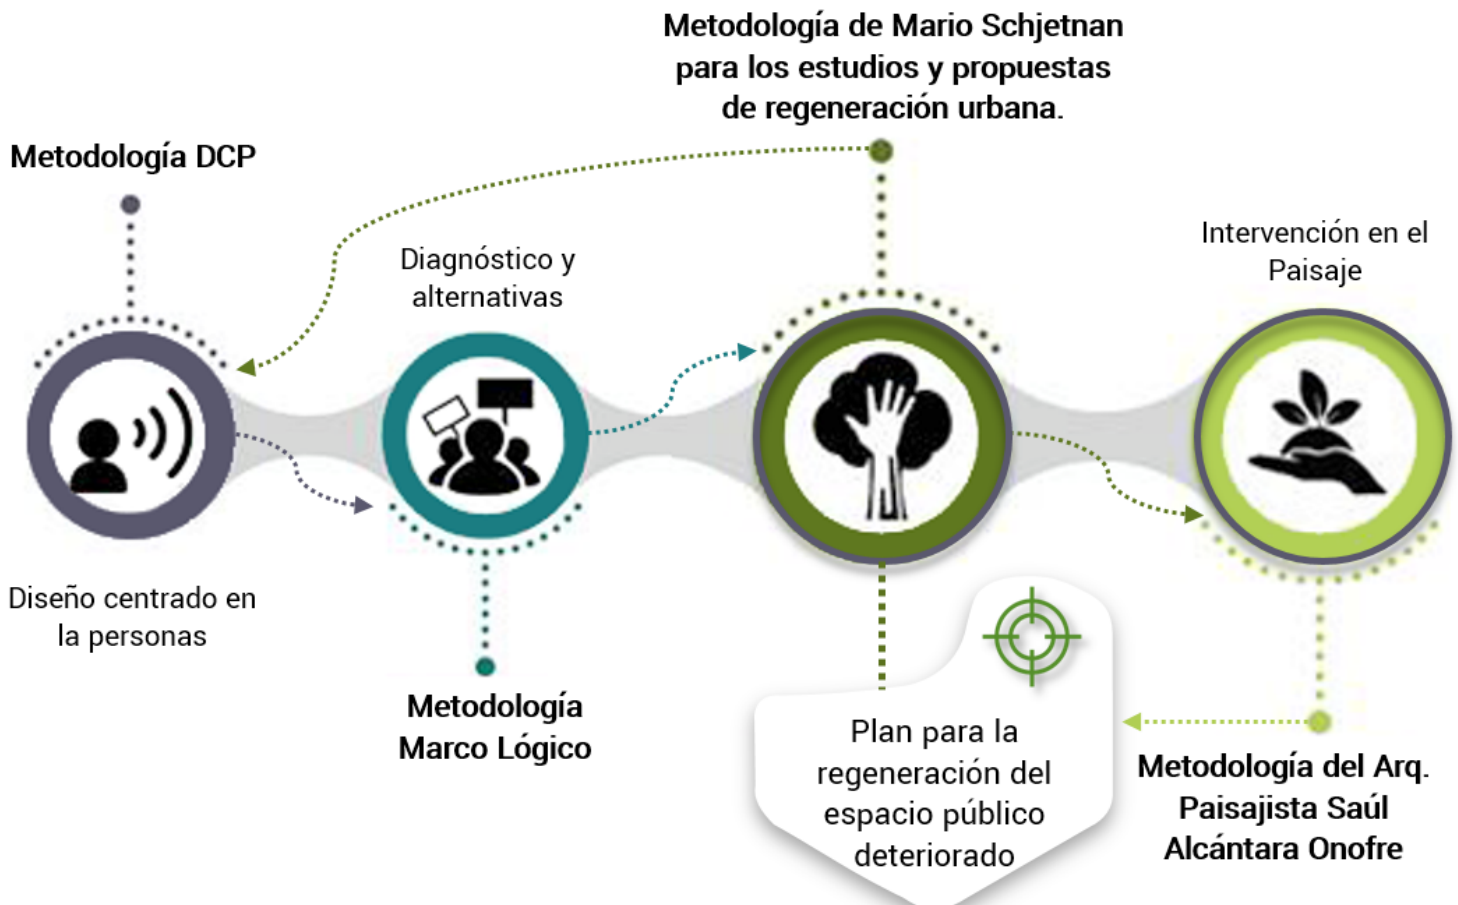 Metodología de Mario Schjetnan
para los estudios y propuestas
de regeneración urbana.
Metodología DCP
Diagnóstico y
alternativas
Intervención en el
Paisaje
Diseño centrado en
la personas
Metodología
Marco Lógico
Plan para la
regeneración del
espacio público
deteriorado
Metodología del Arq.
Paisajista Saúl
Alcántara Onofre